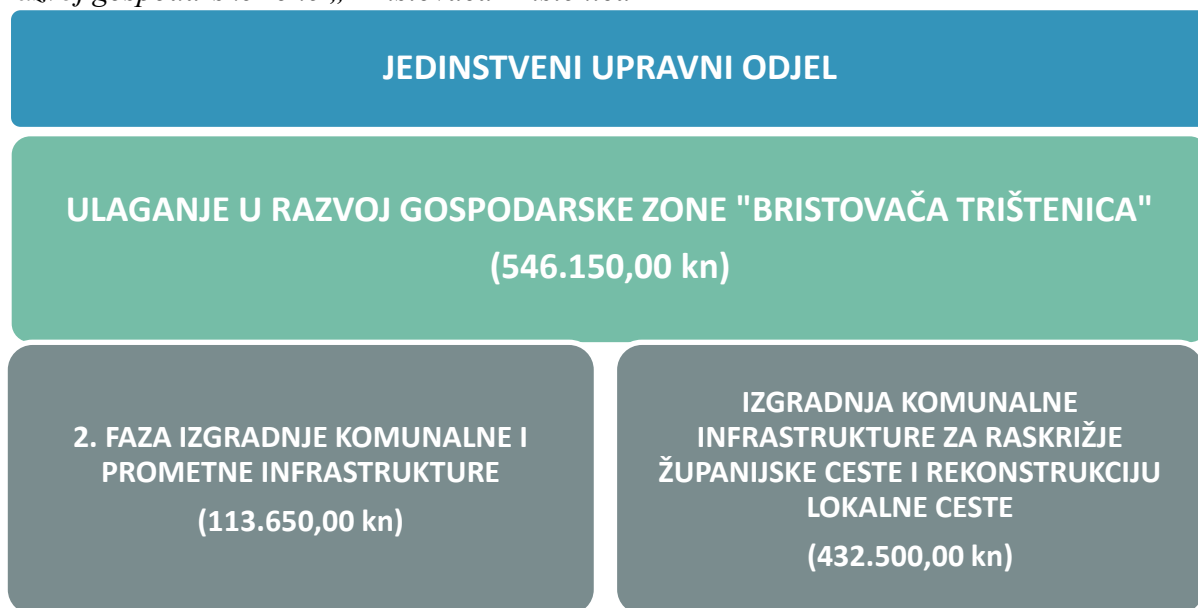 JEDINSTVENI UPRAVNI ODJEL
ULAGANJE U RAZVOJ GOSPODARSKE ZONE "BRISTOVAČA TRIŠTENICA"
(546.150,00 kn)
2. FAZA IZGRADNJE KOMUNALNE I
PROMETNE INFRASTRUKTURE
(113.650,00 kn)
IZGRADNJA KOMUNALNE
INFRASTRUKTURE ZA RASKRIŽJE
ŽUPANIJSKE CESTE I REKONSTRUKCIJU
LOKALNE CESTE
(432.500,00 kn)